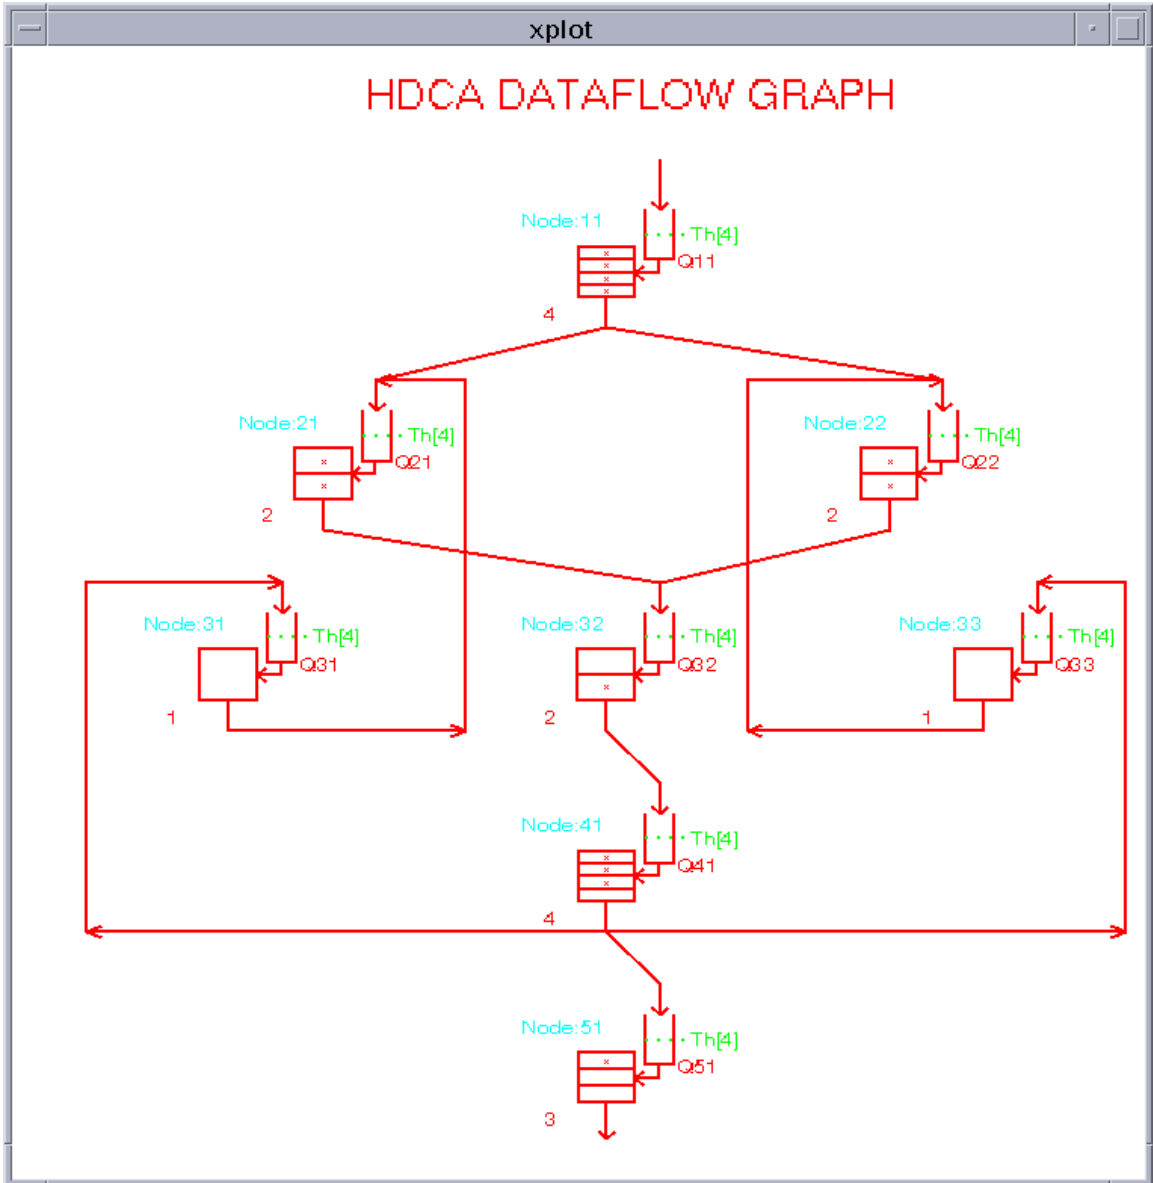 xplot
HDCA DATAFLOW GRAPH
Node:11
Th[4]
Q11
4
Node:21
Th[4]
Q21
2
Node:22
Th[4]
Q22
2
Node:31
Th[4]
Q31
1
Node:32
Th[4]
Q32
2
Node:33
Th[4]
Q33
1
Node:41
Th[4]
Q41
4
Node:51
Th[4]
Q51
3